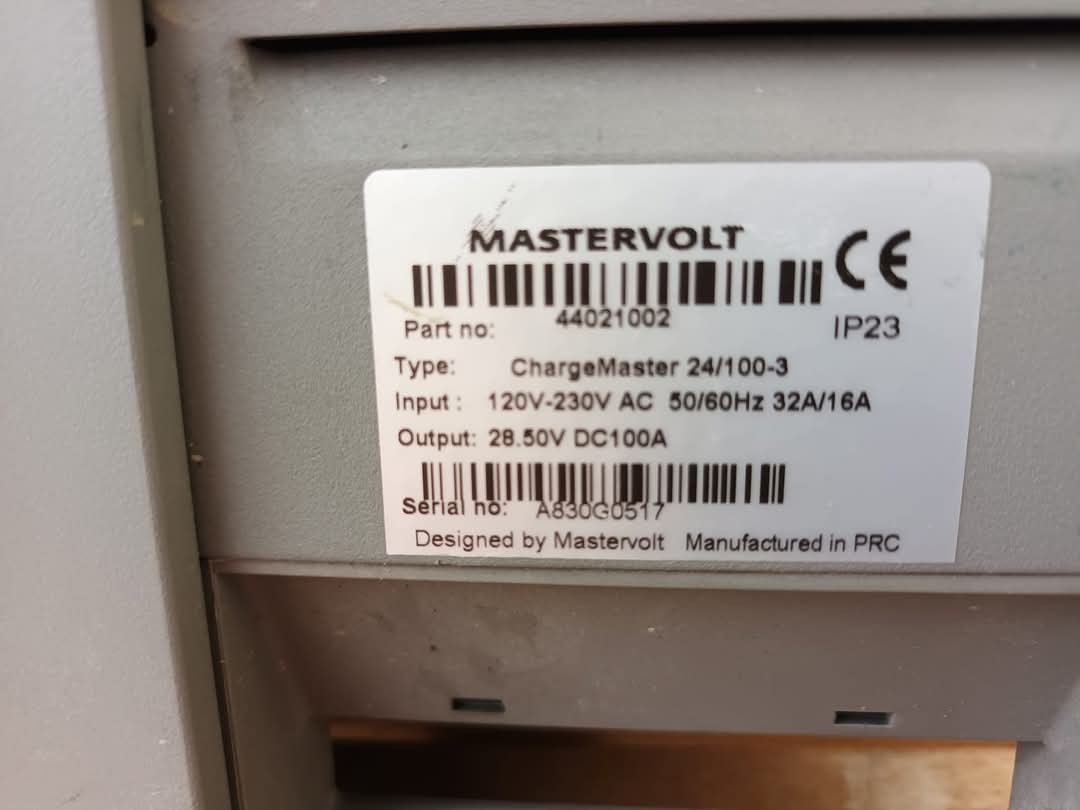 MASTERVOLT
CE
Part no: 44021002
IP23
Type: ChargeMaster 24/100-3
Input : 120V-230V AC 50/60Hz 32A/16A
Output: 28.50V DC100A
Serial no: A830G0517
Designed by Mastervolt Manufactured in PRC